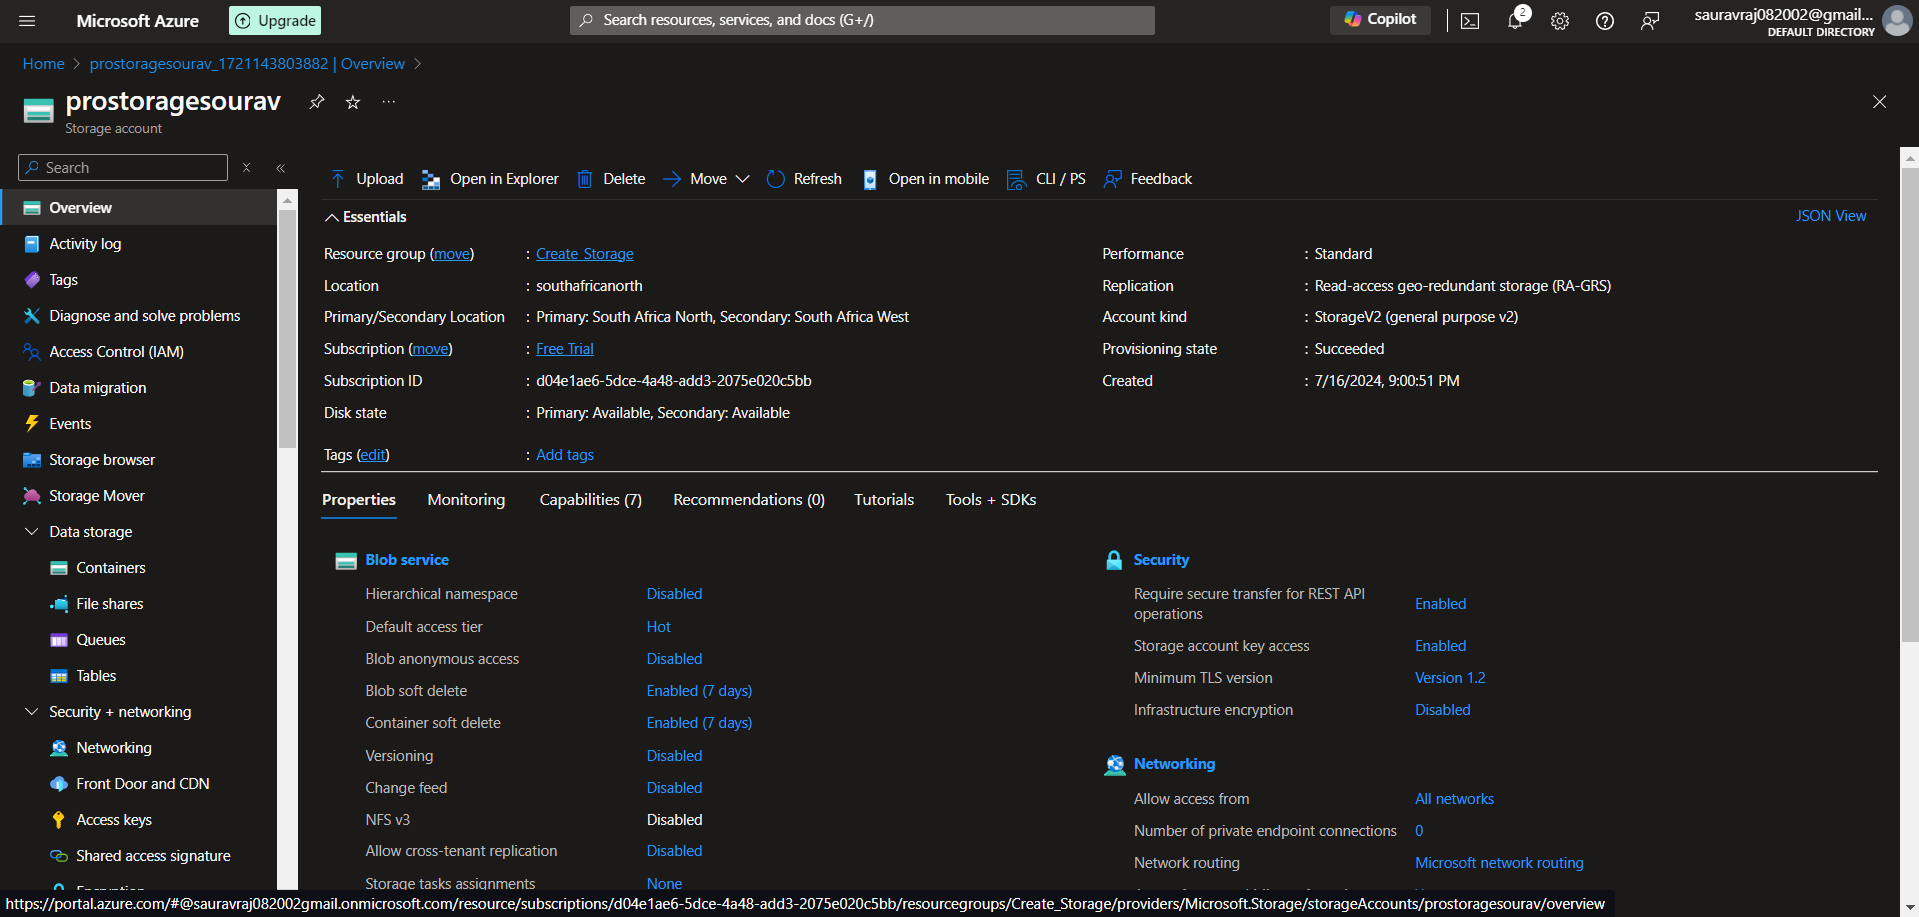 Microsoft Azure
Upgrade
Search resources, services, and docs (G+/)
Copilot
2
sauravraj082002@gmail...
DEFAULT DIRECTORY
Home > prostoragesourav_1721143803882 | Overview >
prostoragesourav
Storage account
Search
Overview
Activity log
Tags
Diagnose and solve problems
Access Control (IAM)
Data migration
Events
Storage browser
Storage Mover
Data storage
Containers
File shares
Queues
Tables
Security + networking
Networking
Front Door and CDN
Access keys
Shared access signature
Upload Open in Explorer Delete Move Refresh Open in mobile CLI / PS Feedback
Essentials
JSON View
Resource group (move) : Create_Storage
Location : southafricanorth
Primary/Secondary Location : Primary: South Africa North, Secondary: South Africa West
Subscription (move) : Free Trial
Subscription ID : d04e1ae6-5dce-4a48-add3-2075e020c5bb
Disk state : Primary: Available, Secondary: Available
Tags (edit) : Add tags
Performance : Standard
Replication : Read-access geo-redundant storage (RA-GRS)
Account kind : StorageV2 (general purpose v2)
Provisioning state : Succeeded
Created : 7/16/2024, 9:00:51 PM
Properties Monitoring Capabilities (7) Recommendations (0) Tutorials Tools + SDKs
Blob service
Hierarchical namespace Disabled
Default access tier Hot
Blob anonymous access Disabled
Blob soft delete Enabled (7 days)
Container soft delete Enabled (7 days)
Versioning Disabled
Change feed Disabled
NFS v3 Disabled
Allow cross-tenant replication Disabled
Storage tasks assignments None
Security
Require secure transfer for REST API
operations Enabled
Storage account key access Enabled
Minimum TLS version Version 1.2
Infrastructure encryption Disabled
Networking
Allow access from All networks
Number of private endpoint connections 0
Network routing Microsoft network routing
https://portal.azure.com/#@sauravraj082002gmail.onmicrosoft.com/resource/subscriptions/d04e1ae6-5dce-4a48-add3-2075e020c5bb/resourcegroups/Create_Storage/providers/Microsoft.Storage/storageAccounts/prostoragesourav/overview